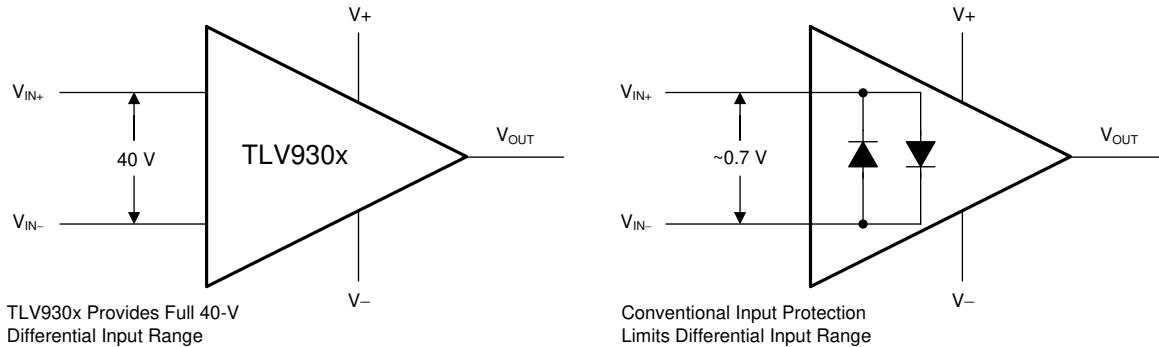 V+
VIN+
40 V
TLV930x
VOUT
VIN–
V–
TLV930x Provides Full 40-V
Differential Input Range
V+
VIN+
~0.7 V
VOUT
VIN–
V–
Conventional Input Protection
Limits Differential Input Range